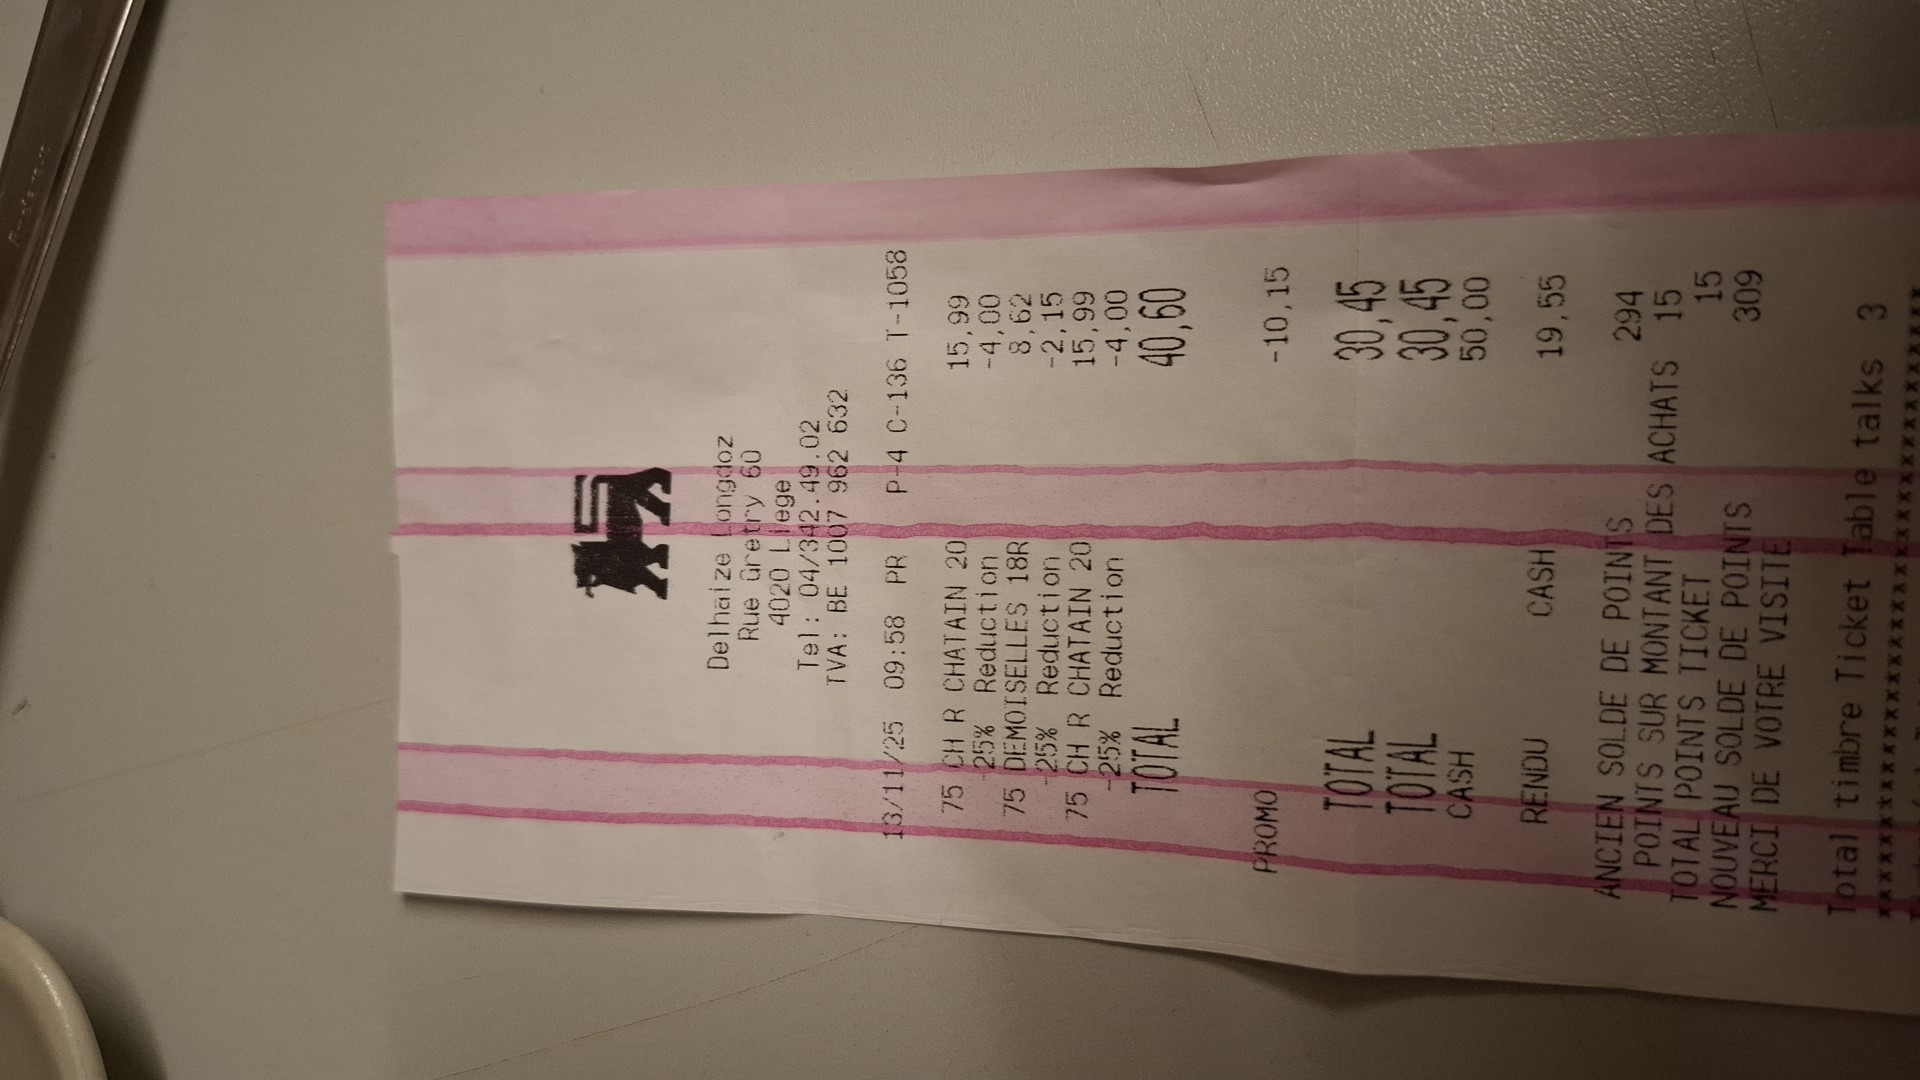 Delhaize Longdoz
Rue Gretry 60
4020 Liege
Tel: 04/342.49.02
TVA: BE 1007 962 632
13/11/25 09:58 PR P-4 C-136 T-1058
75 CH R CHATAIN 20 15,99
-25% Reduction -4,00
75 DEMOISELLES 18R 8,62
-25% Reduction -2,15
75 CH R CHATAIN 20 15,99
-25% Reduction -4,00
TOTAL 40,60
PROMO -10,15
TOTAL 30,45
TOTAL 30,45
CASH 50,00
RENDU CASH 19,55
ANCIEN SOLDE DE POINTS 294
POINTS SUR MONTANT DES ACHATS 15
TOTAL POINTS TICKET 15
NOUVEAU SOLDE DE POINTS 309
MERCI DE VOTRE VISITE
Total timbre Ticket Table talks 3